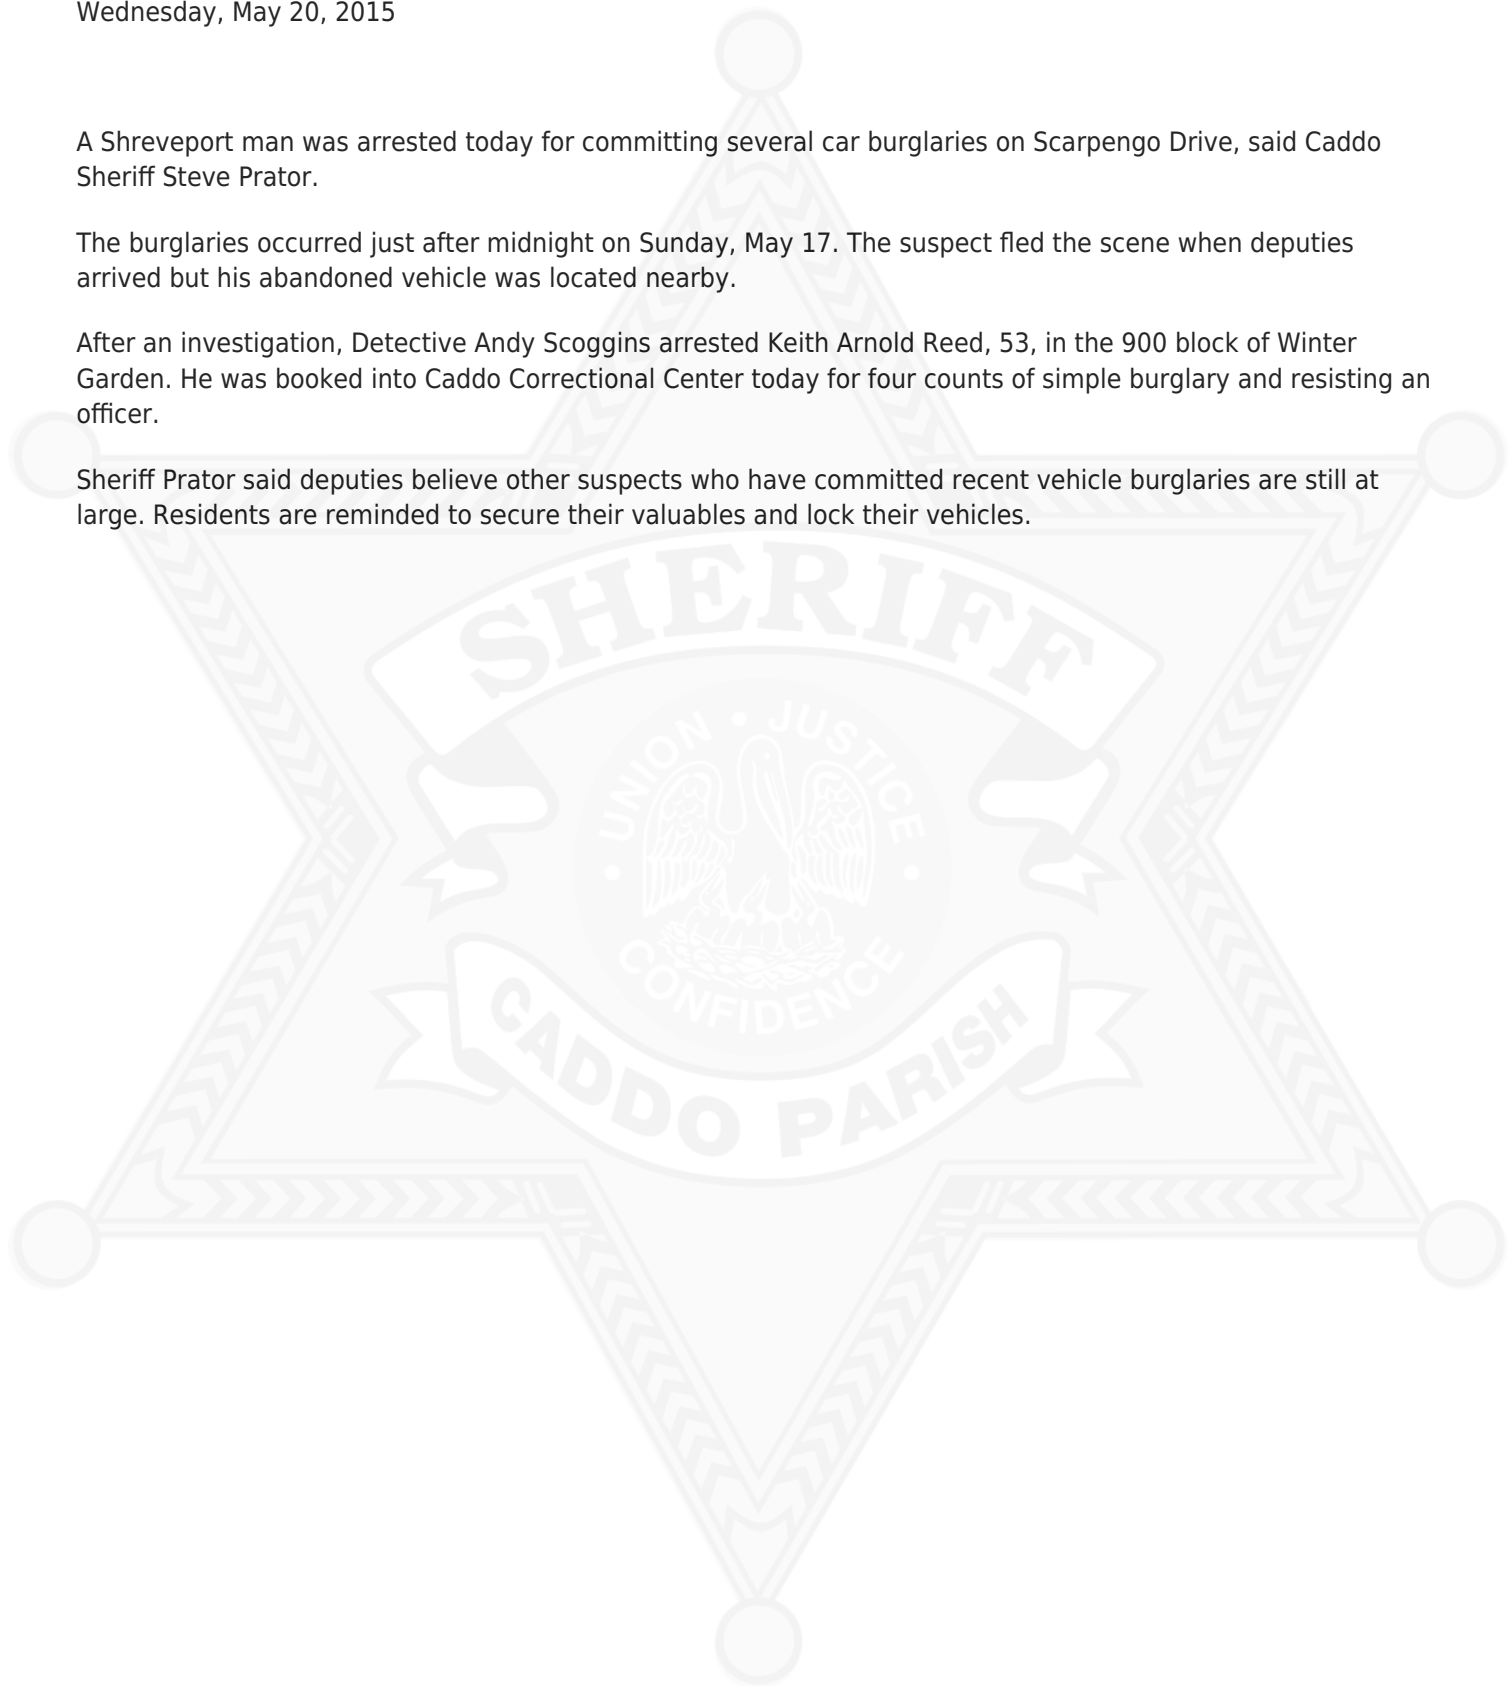 Wednesday, May 20, 2015
A Shreveport man was arrested today for committing several car burglaries on Scarpengo Drive, said Caddo
Sheriff Steve Prator.
The burglaries occurred just after midnight on Sunday, May 17. The suspect fled the scene when deputies
arrived but his abandoned vehicle was located nearby.
After an investigation, Detective Andy Scoggins arrested Keith Arnold Reed, 53, in the 900 block of Winter
Garden. He was booked into Caddo Correctional Center today for four counts of simple burglary and resisting an
officer.
Sheriff Prator said deputies believe other suspects who have committed recent vehicle burglaries are still at
large. Residents are reminded to secure their valuables and lock their vehicles.
SHERIFF
UNION • JUSTICE
• CONFIDENCE •
CADDO PARISH